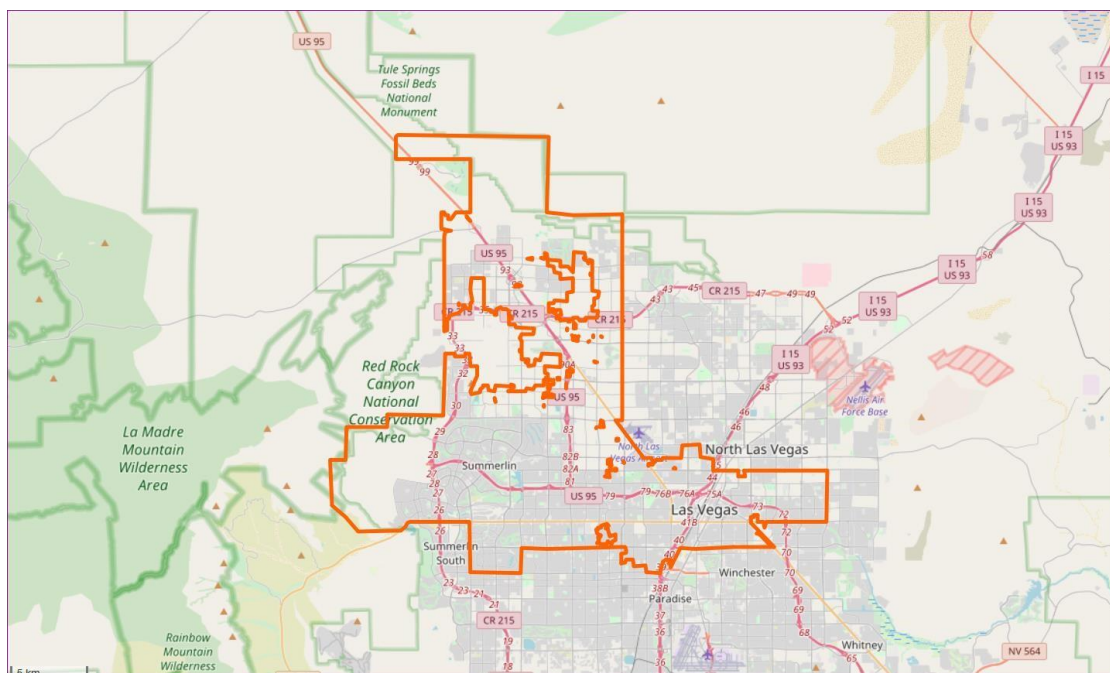 US 95
Tule Springs
Fossil Beds
National
Monument
I 15
I 15
US 93
99
I 15
US 93
US 95
93
I 15
US 93
58
CR 215
43
45
CR 215
47
49
49
43
CR 215
52
52
I 15
US 93
33
33
I 15
US 93
32
Red Rock
Canyon
National
Conservation
Area
48
Nellis Air
Force Base
US 95
30
46
La Madre
Mountain
Wilderness
Area
29
83
46
North Las
Vegas
North Las Vegas
28
82B
82A
81
Summerlin
27
27
44
US 95
79
79
76B
76A
75A
73
72
Las Vegas
26
26
41B
72
40
Summerlin
South
40
70
70
23
23
21
21
38B
Winchester
69
69
Paradise
37
CR 215
36
68
19
Rainbow
Mountain
Wilderness
18
36
Whitney
65
NV 564
5 km